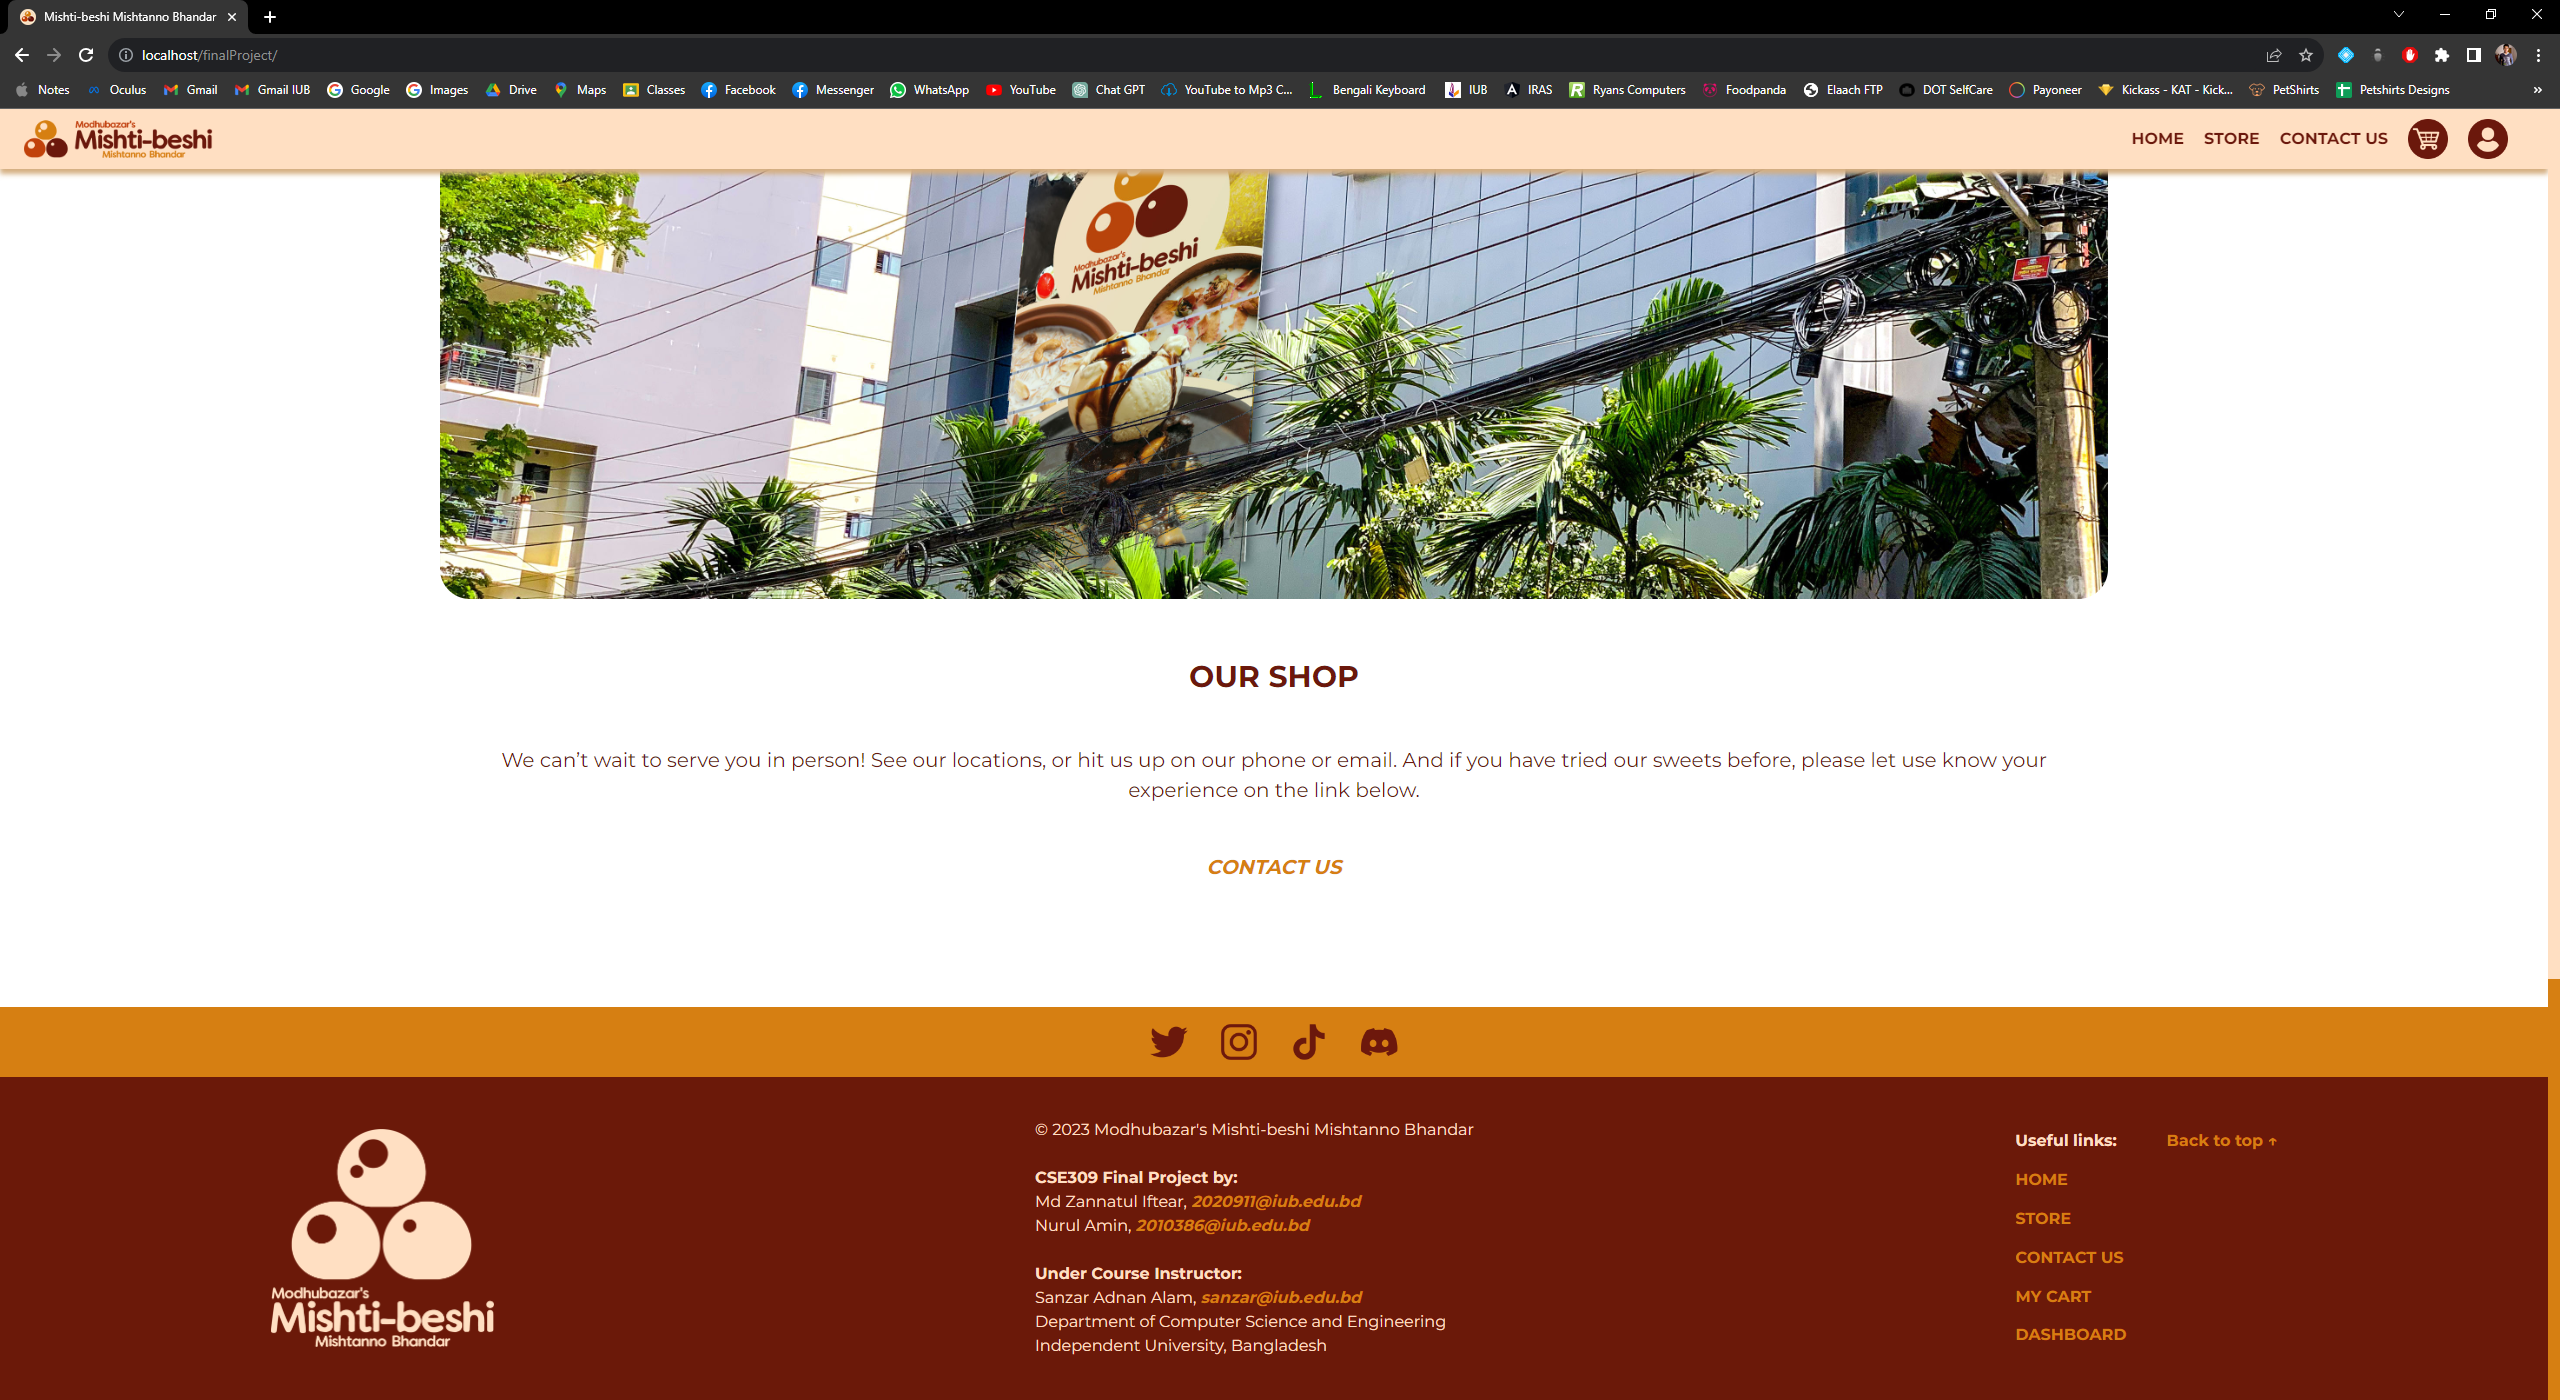 Mishti-beshi Mishtanno Bhandar
localhost/finalProject/
Notes Oculus Gmail Gmail IUB Google Images Drive Maps Classes Facebook Messenger WhatsApp YouTube Chat GPT YouTube to Mp3 C... Bengali Keyboard IUB IRAS Ryans Computers Foodpanda Elaach FTP DOT SelfCare Payoneer Kickass - KAT - Kick... PetShirts Petshirts Designs »
Modhubazar's
Mishti-beshi
Mishtanno Bhandar
HOME STORE CONTACT US
Modhubazar's
Mishti-beshi
Mishtanno Bhandar
OUR SHOP
We can’t wait to serve you in person! See our locations, or hit us up on our phone or email. And if you have tried our sweets before, please let use know your
experience on the link below.
CONTACT US
Modhubazar's
Mishti-beshi
Mishtanno Bhandar
© 2023 Modhubazar's Mishti-beshi Mishtanno Bhandar
CSE309 Final Project by:
Md Zannatul Iftear, 2020911@iub.edu.bd
Nurul Amin, 2010386@iub.edu.bd
Under Course Instructor:
Sanzar Adnan Alam, sanzar@iub.edu.bd
Department of Computer Science and Engineering
Independent University, Bangladesh
Useful links: Back to top ↑
HOME
STORE
CONTACT US
MY CART
DASHBOARD